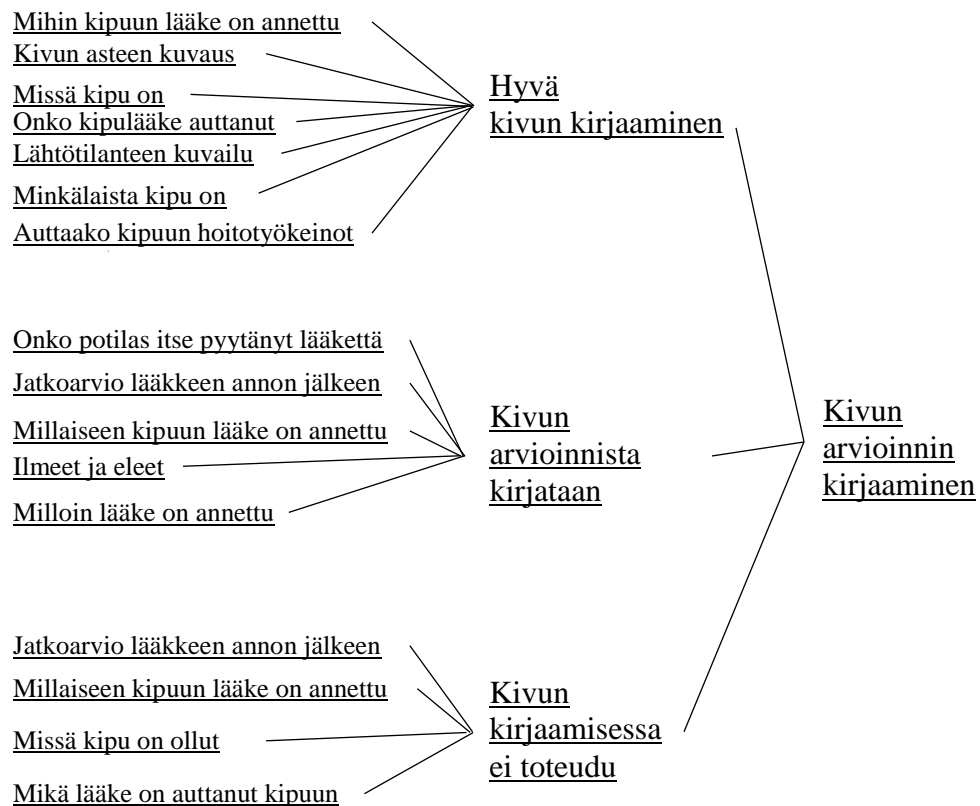 Mihin kipuun lääke on annettu
Kivun asteen kuvaus
Missä kipu on
Onko kipulääke auttanut
Lähtötilanteen kuvailu
Minkälaista kipu on
Auttaako kipuun hoitotyökeinot
Hyvä
kivun kirjaaminen
Onko potilas itse pyytänyt lääkettä
Jatkoarvio lääkkeen annon jälkeen
Millaiseen kipuun lääke on annettu
Ilmeet ja eleet
Milloin lääke on annettu
Kivun
arvioinnista
kirjataan
Kivun
arvioinnin
kirjaaminen
Jatkoarvio lääkkeen annon jälkeen
Millaiseen kipuun lääke on annettu
Missä kipu on ollut
Mikä lääke on auttanut kipuun
Kivun
kirjaamisessa
ei toteudu